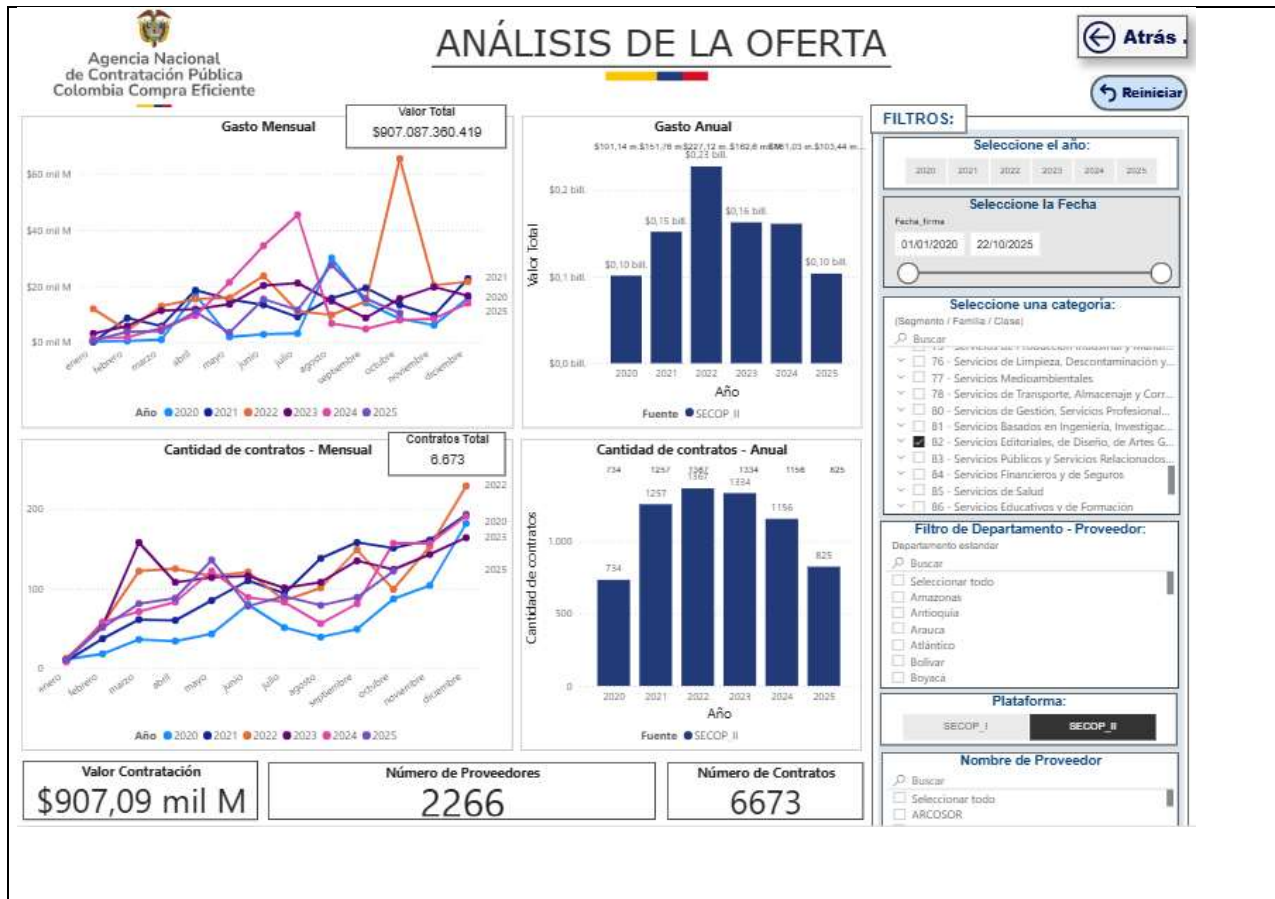 Agencia Nacional
de Contratación Pública
Colombia Compra Eficiente
ANÁLISIS DE LA OFERTA
Atrás .
Reiniciar
Gasto Mensual
Valor Total
$907.087.360.419
$60 mil M
$40 mil M
$20 mil M
$0 mil M
2021
2020
2025
enero
febrero
marzo
abril
mayo
junio
julio
agosto
septiembre
octubre
noviembre
diciembre
Año 2020 2021 2022 2023 2024 2025
Gasto Anual
$101,14 m... $151,76 m... $227,12 m... $103,44 m...
$0,23 bill.
$0,2 bill.
$0,15 bill.
$0,16 bill.
$0,10 bill.
$0,10 bill.
$0,1 bill.
$0,0 bill.
Valor Total
2020 2021 2022 2023 2024 2025
Año
Fuente SECOP_II
Cantidad de contratos - Mensual
Contratos Total
6.673
200
100
0
2022
2020
2023
2025
enero
febrero
marzo
abril
mayo
junio
julio
agosto
septiembre
octubre
noviembre
diciembre
Año 2020 2021 2022 2023 2024 2025
Cantidad de contratos - Anual
734 1257 1367 1334 1156 825
1367
1334
1257
1156
825
734
1.000
500
0
Cantidad de contratos
2020 2021 2022 2023 2024 2025
Año
Fuente SECOP_II
Valor Contratación
$907,09 mil M
Número de Proveedores
2266
Número de Contratos
6673
FILTROS:
Seleccione el año:
2020 2021 2022 2023 2024 2025
Seleccione la Fecha
Fecha_firma
01/01/2020 22/10/2025
Seleccione una categoría:
(Segmento / Familia / Clase)
Buscar
76 - Servicios de Limpieza, Descontaminación y...
77 - Servicios Medioambientales
78 - Servicios de Transporte, Almacenaje y Corr...
80 - Servicios de Gestión, Servicios Profesional...
81 - Servicios Basados en Ingeniería, Investigac...
82 - Servicios Editoriales, de Diseño, de Artes G...
83 - Servicios Públicos y Servicios Relacionados...
84 - Servicios Financieros y de Seguros
85 - Servicios de Salud
86 - Servicios Educativos y de Formación
Filtro de Departamento - Proveedor:
Departamento estandar
Buscar
Seleccionar todo
Amazonas
Antioquia
Arauca
Atlántico
Bolívar
Boyacá
Plataforma:
SECOP_I SECOP_II
Nombre de Proveedor
Buscar
Seleccionar todo
ARCOSOR